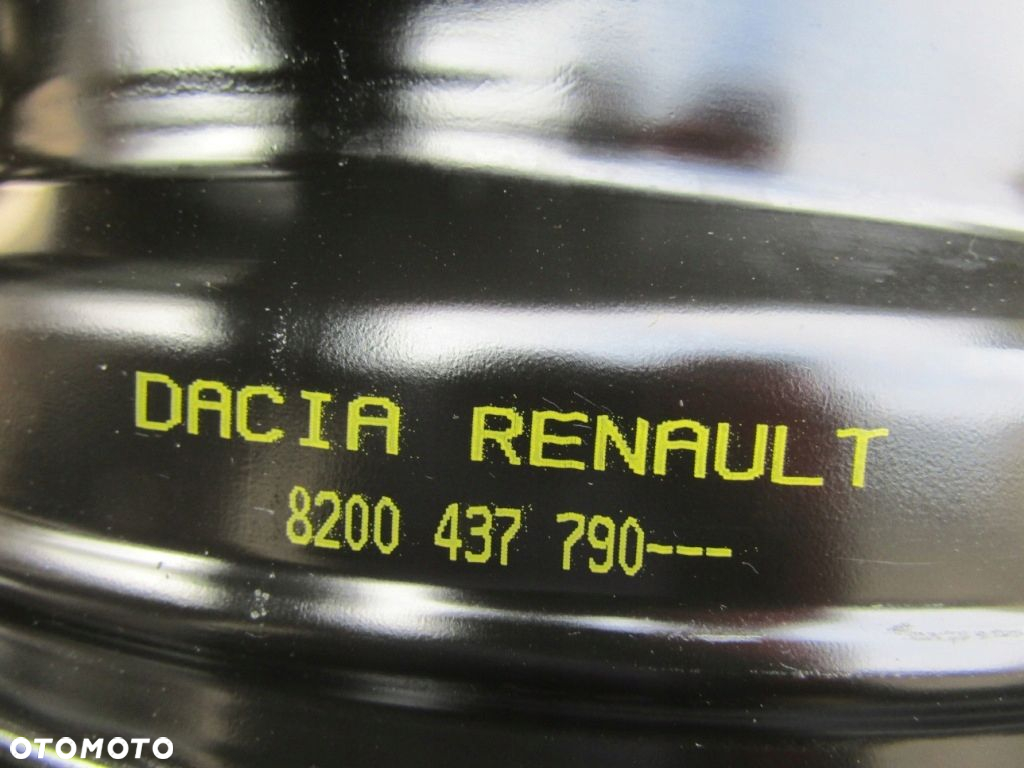 DACIA RENAULT
8200 437 790---
OTOMOTO